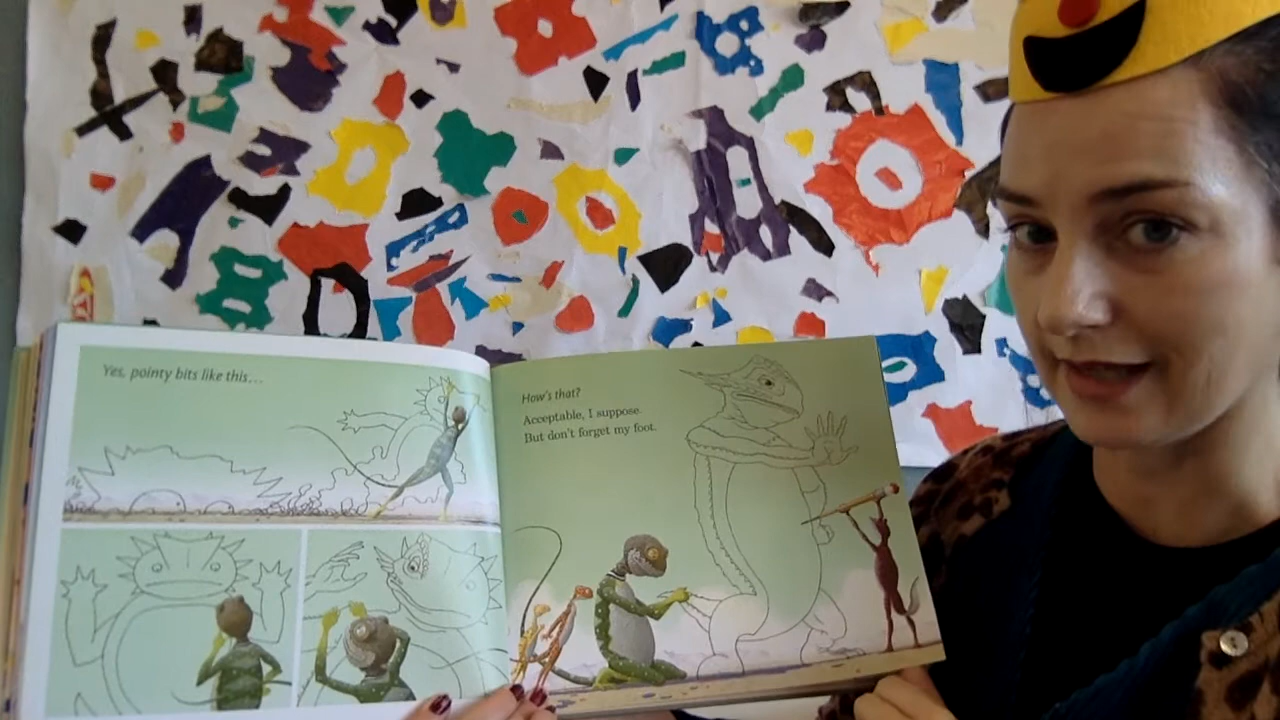 Yes, pointy bits like this...
How's that?
Acceptable, I suppose.
But don't forget my foot.